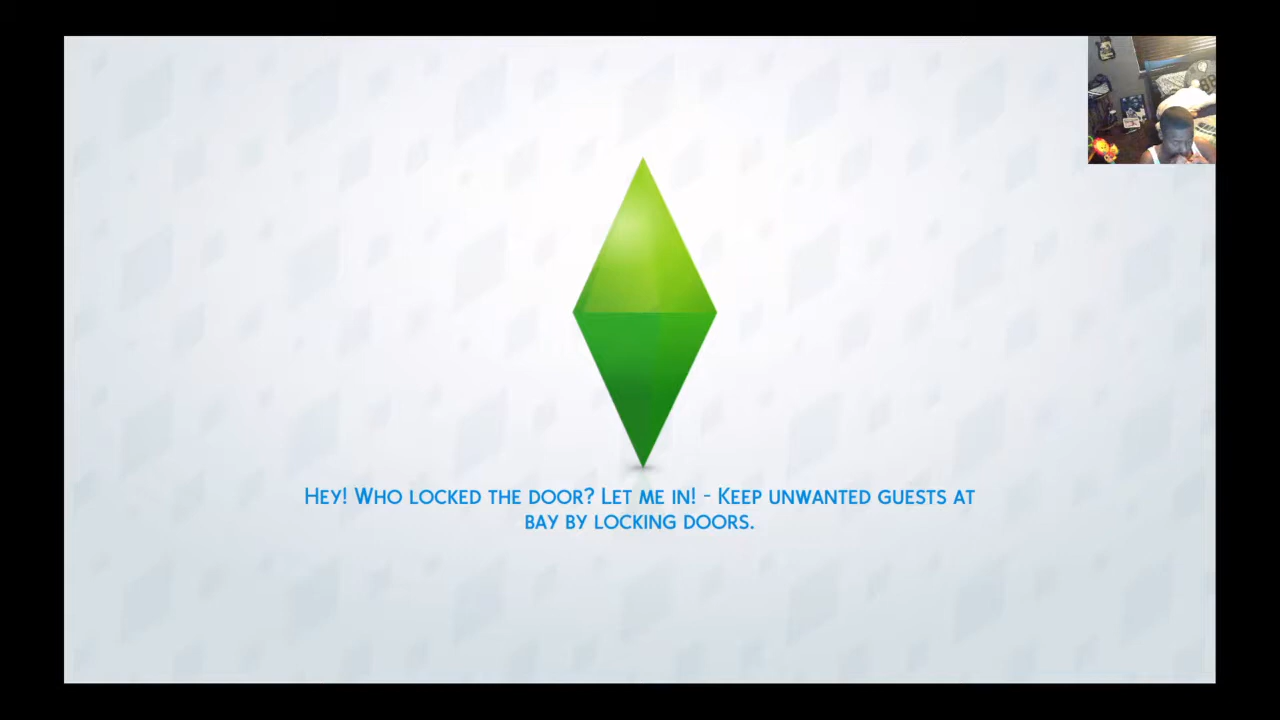 Hey! Who locked the door? Let me in! - Keep unwanted guests at
bay by locking doors.